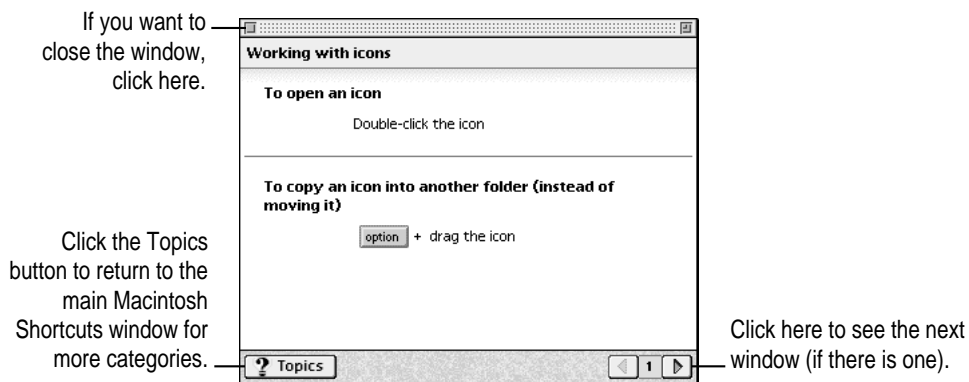 If you want to
close the window,
click here.
Working with icons
To open an icon
Double-click the icon
To copy an icon into another folder (instead of
moving it)
option + drag the icon
Click the Topics
button to return to the
main Macintosh
Shortcuts window for
more categories.
? Topics
1
Click here to see the next
window (if there is one).